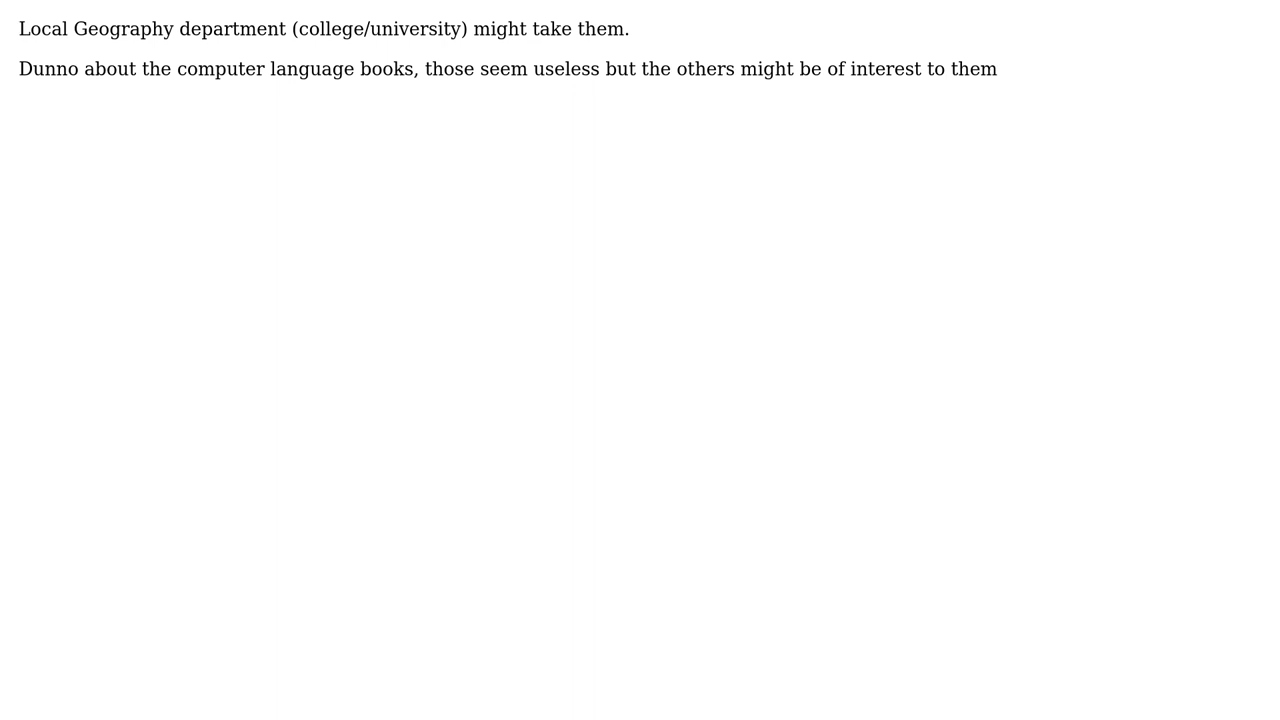 Local Geography department (college/university) might take them.
Dunno about the computer language books, those seem useless but the others might be of interest to them